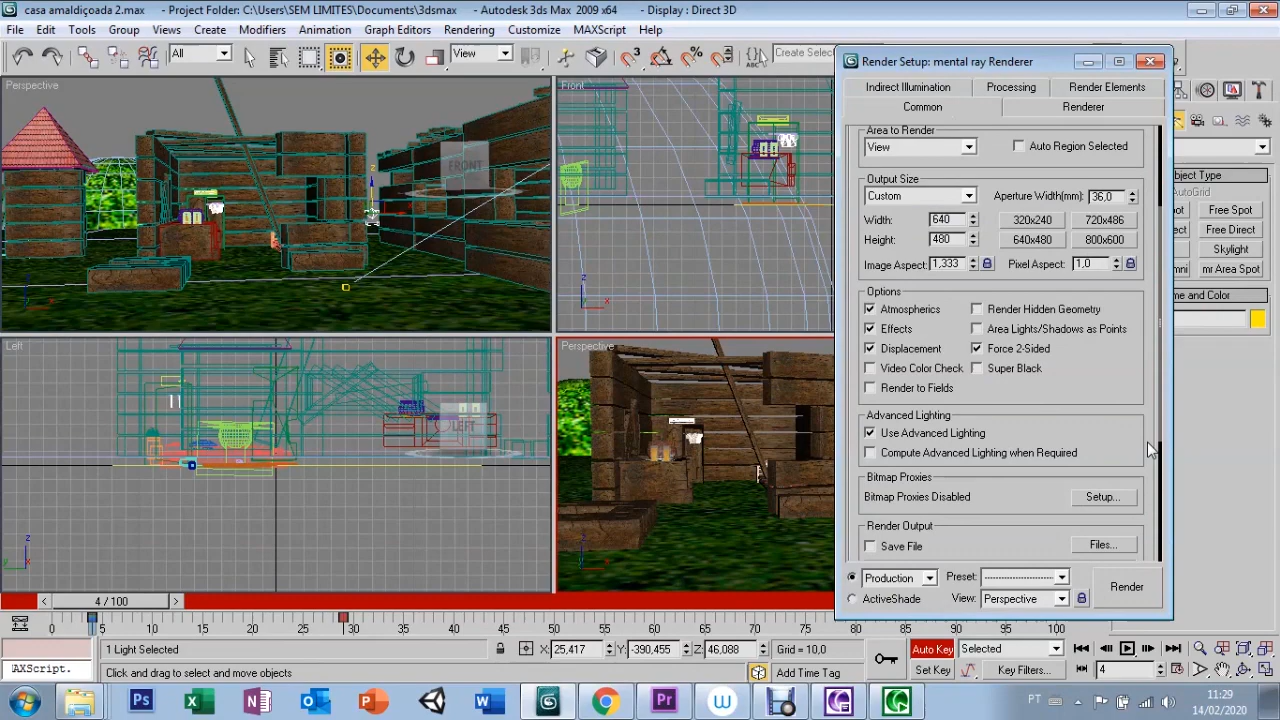 casa amaldiçoada 2.max - Project Folder: C:\Users\SEM LIMITES\Documents\3dsmax - Autodesk 3ds Max 2009 x64 - Display : Direct 3D
File Edit Tools Group Views Create Modifiers Animation Graph Editors Rendering Customize MAXScript Help
All View 3 3 % ABC Create Selec
Perspective
Front
FRONT
Left
LEFT
Perspective
Render Setup: mental ray Renderer
Indirect Illumination Processing Render Elements
Common Renderer
Area to Render
View Auto Region Selected
Output Size
Custom Aperture Width(mm): 36,0
Width: 640 320x240 720x486
Height: 480 640x480 800x600
Image Aspect: 1,333 Pixel Aspect: 1,0
Options
Atmospherics Render Hidden Geometry
Effects Area Lights/Shadows as Points
Displacement Force 2-Sided
Video Color Check Super Black
Render to Fields
Advanced Lighting
Use Advanced Lighting
Compute Advanced Lighting when Required
Bitmap Proxies
Bitmap Proxies Disabled Setup...
Render Output
Save File Files...
Production Preset: ----------------------
ActiveShade View: Perspective Render
bject Type
AutoGrid
Free Spot
Free Direct
Skylight
mr Area Spot
me and Color
4 / 100
0 5 10 15 20 25 30 35 40 45 50 55 60 65 70 75 80 85 90 95 100
1 Light Selected X: 25,417 Y: -390,455 Z: 46,088 Grid = 10,0 Auto Key Selected
AXScript. Click and drag to select and move objects Add Time Tag Set Key Key Filters... 4
Ps W Pr W PT 11:29
14/02/2020